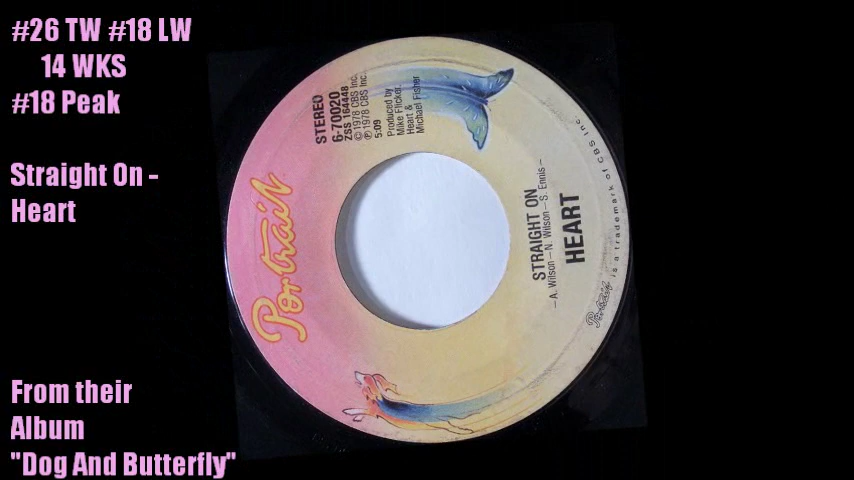 #26 TW #18 LW
14 WKS
#18 Peak
Straight On -
Heart
From their
Album
"Dog And Butterfly"
Portrait
STEREO
6-70020
ZSS 164448
© 1978 CBS Inc.
℗ 1978 CBS Inc.
5:09
Produced by
Mike Flicker,
Heart &
Michael Fisher
STRAIGHT ON
—A. Wilson—N. Wilson—S. Ennis—
HEART
Portrait is a trademark of CBS Inc